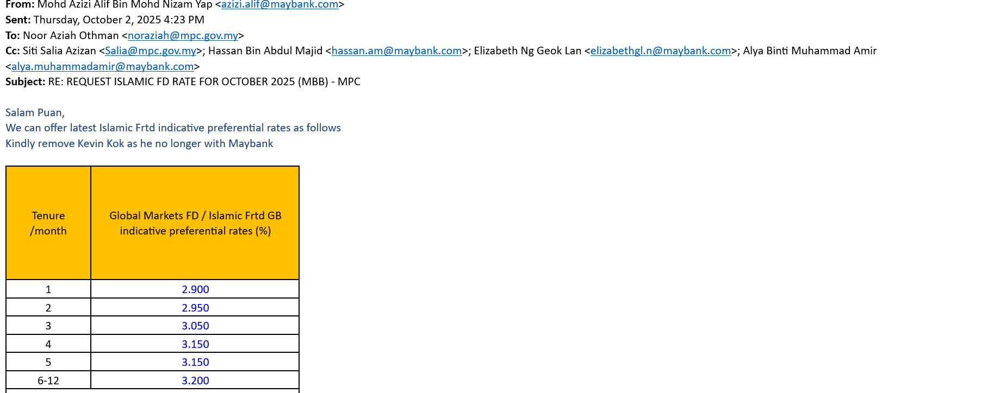 From: Mohd Azizi Alif Bin Mohd Nizam Yap <azizi.alif@maybank.com>
Sent: Thursday, October 2, 2025 4:23 PM
To: Noor Aziah Othman <noraziah@mpc.gov.my>
Cc: Siti Salia Azizan <Salia@mpc.gov.my>; Hassan Bin Abdul Majid <hassan.am@maybank.com>; Elizabeth Ng Geok Lan <elizabethgl.n@maybank.com>; Alya Binti Muhammad Amir
<alya.muhammadamir@maybank.com>
Subject: RE: REQUEST ISLAMIC FD RATE FOR OCTOBER 2025 (MBB) - MPC
Salam Puan,
We can offer latest Islamic Frtd indicative preferential rates as follows
Kindly remove Kevin Kok as he no longer with Maybank
Tenure
/month
Global Markets FD / Islamic Frtd GB
indicative preferential rates (%)
1 2.900
2 2.950
3 3.050
4 3.150
5 3.150
6-12 3.200